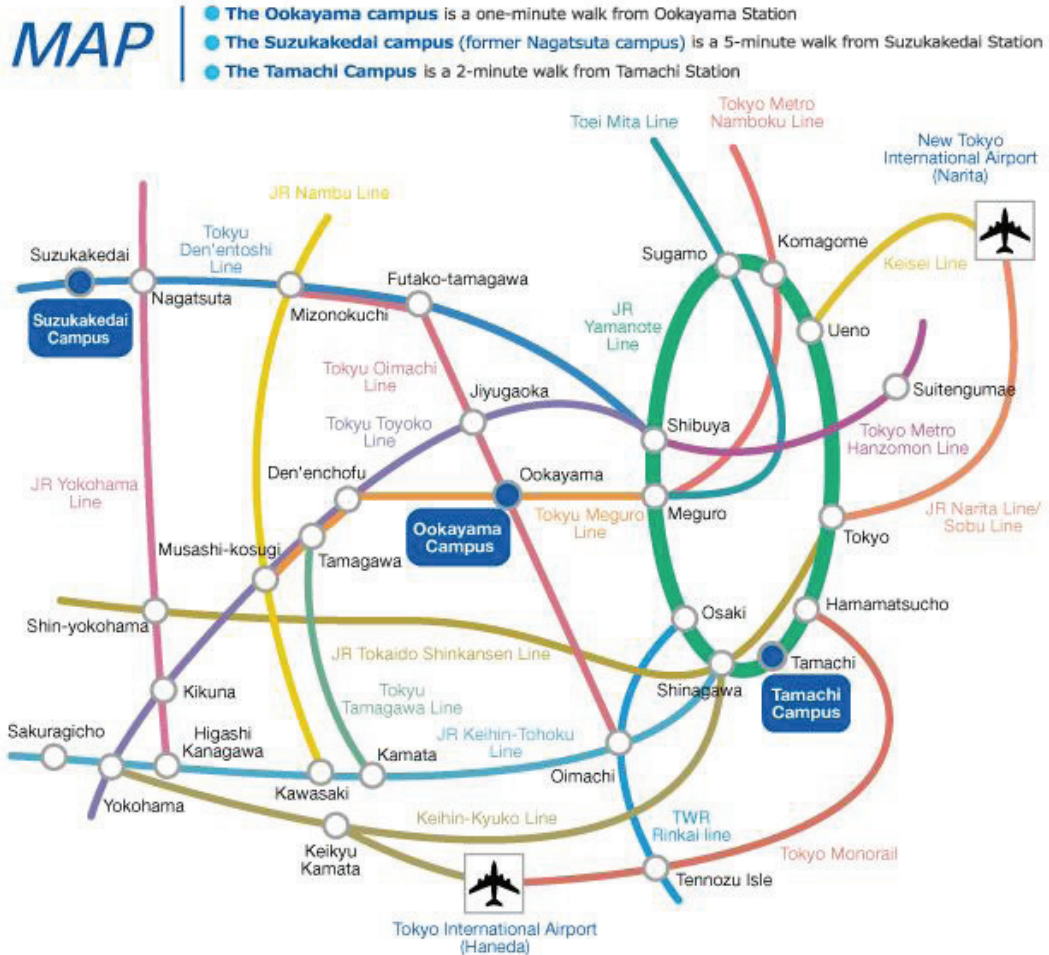 MAP
The Ookayama campus is a one-minute walk from Ookayama Station
The Suzukakedai campus (former Nagatsuta campus) is a 5-minute walk from Suzukakedai Station
The Tamachi Campus is a 2-minute walk from Tamachi Station
Toei Mita Line
Tokyo Metro
Namboku Line
New Tokyo
International Airport
(Narita)
JR Nambu Line
Suzukakedai
Tokyu
Den'entoshi
Line
Futako-tamagawa
Sugamo
Komagome
Keisei Line
Nagatsuta
Mizonokuchi
Suzukakedai
Campus
JR
Yamanote
Line
Ueno
Tokyu Oimachi
Line
Jiyugaoka
Suitengumae
Tokyu Toyoko
Line
Shibuya
Tokyo Metro
Hanzomon Line
Den'enchofu
Ookayama
JR Yokohama
Line
Ookayama
Campus
Tokyu Meguro
Line
Meguro
JR Narita Line/
Sobu Line
Tokyo
Musashi-kosugi
Tamagawa
Osaki
Hamamatsucho
Shin-yokohama
JR Tokaido Shinkansen Line
Tamachi
Shinagawa
Tamachi
Campus
Kikuna
Tokyu
Tamagawa Line
Sakuragicho
Higashi
Kanagawa
JR Keihin-Tohoku
Line
Kamata
Oimachi
Yokohama
Kawasaki
Keihin-Kyuko Line
TWR
Rinkai line
Keikyu
Kamata
Tokyo Monorail
Tennozu Isle
Tokyo International Airport
(Haneda)